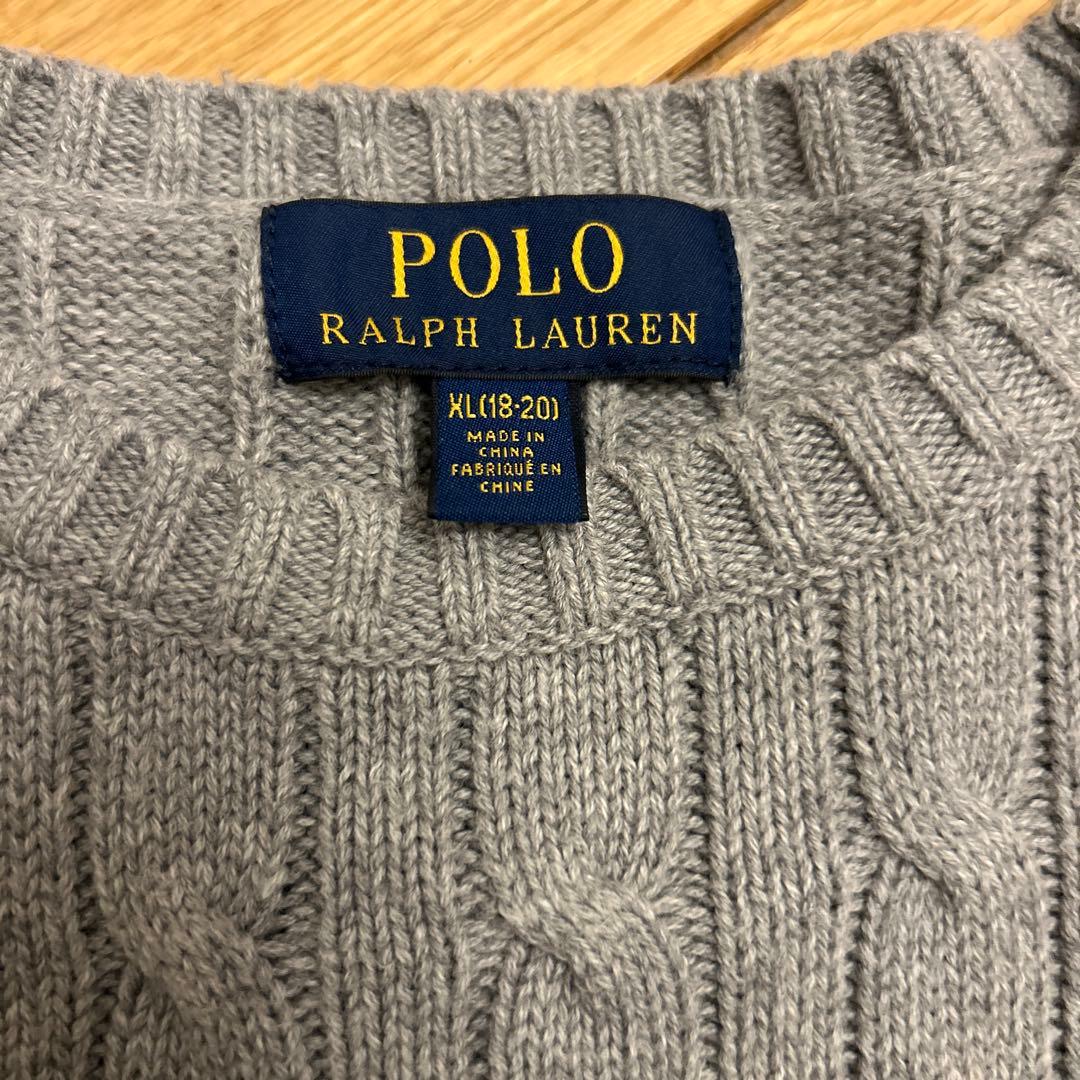 POLO
RALPH LAUREN
XL(18-20)
MADE IN
CHINA
FABRIQUÉ EN
CHINE